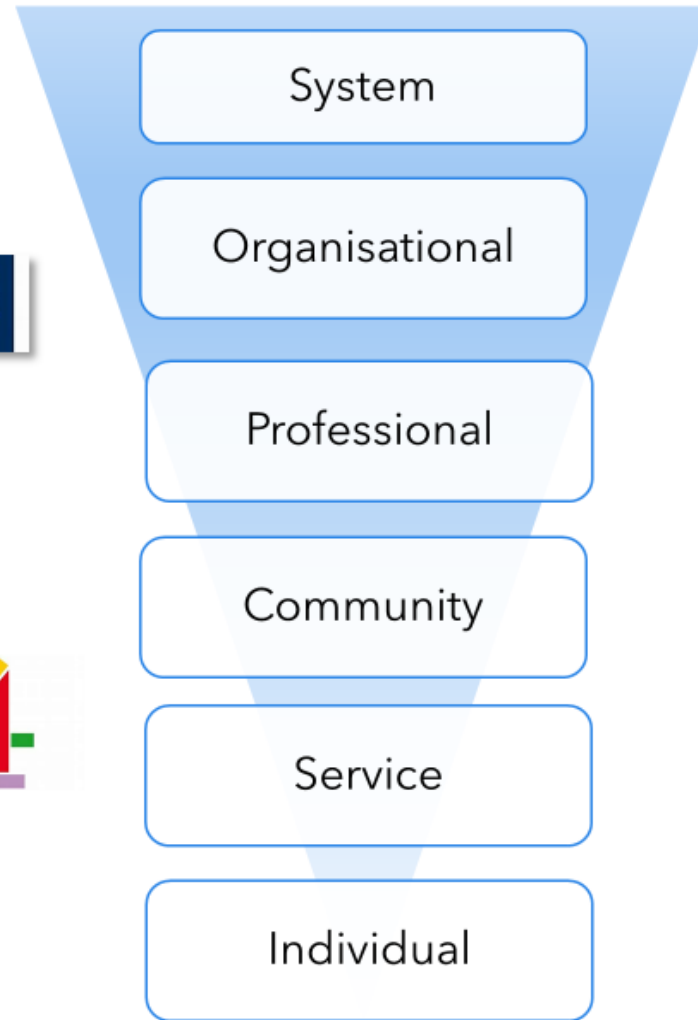 System
Organisational
Professional
Community
Service
Individual